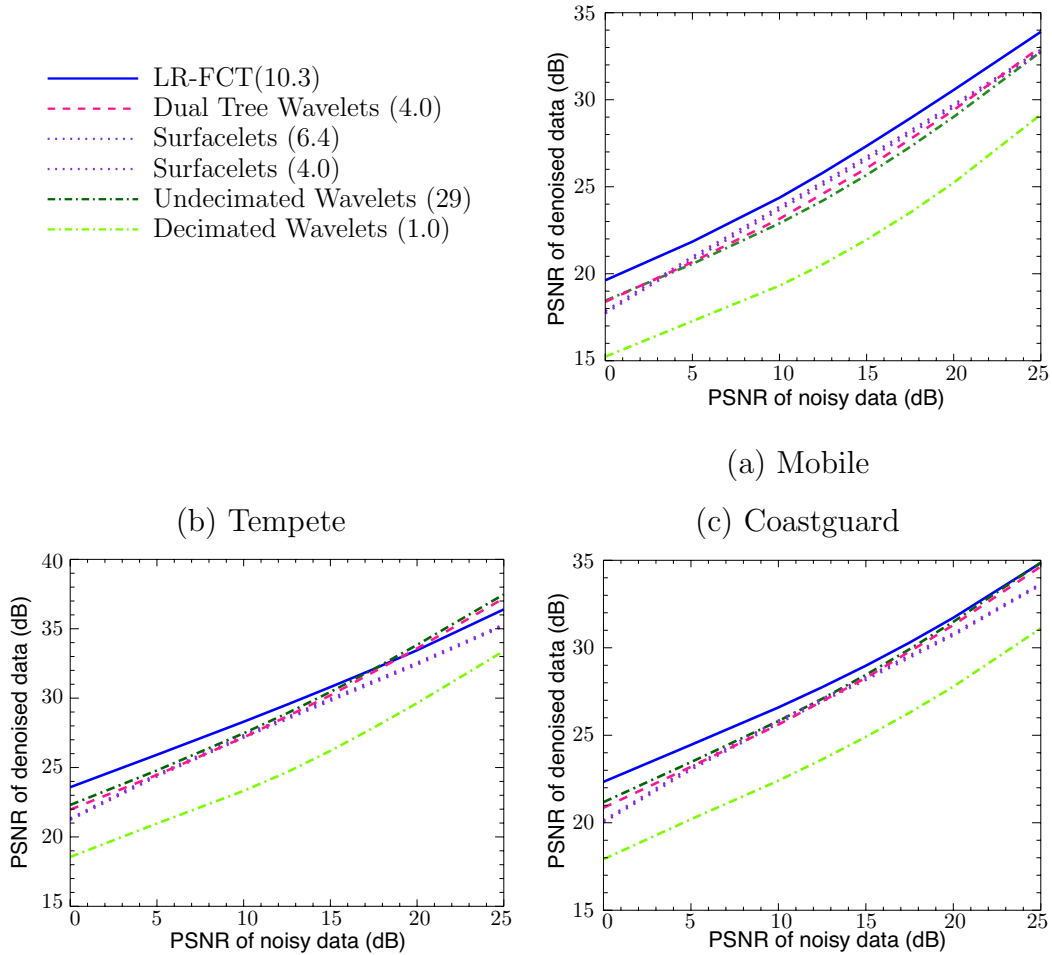 LR-FCT(10.3)
Dual Tree Wavelets (4.0)
Surfacelets (6.4)
Surfacelets (4.0)
Undecimated Wavelets (29)
Decimated Wavelets (1.0)
PSNR of denoised data (dB)
35
30
25
20
15
0 5 10 15 20 25
PSNR of noisy data (dB)
(a) Mobile
(b) Tempete
PSNR of denoised data (dB)
40
35
30
25
20
15
0 5 10 15 20 25
PSNR of noisy data (dB)
(c) Coastguard
PSNR of denoised data (dB)
35
30
25
20
15
0 5 10 15 20 25
PSNR of noisy data (dB)